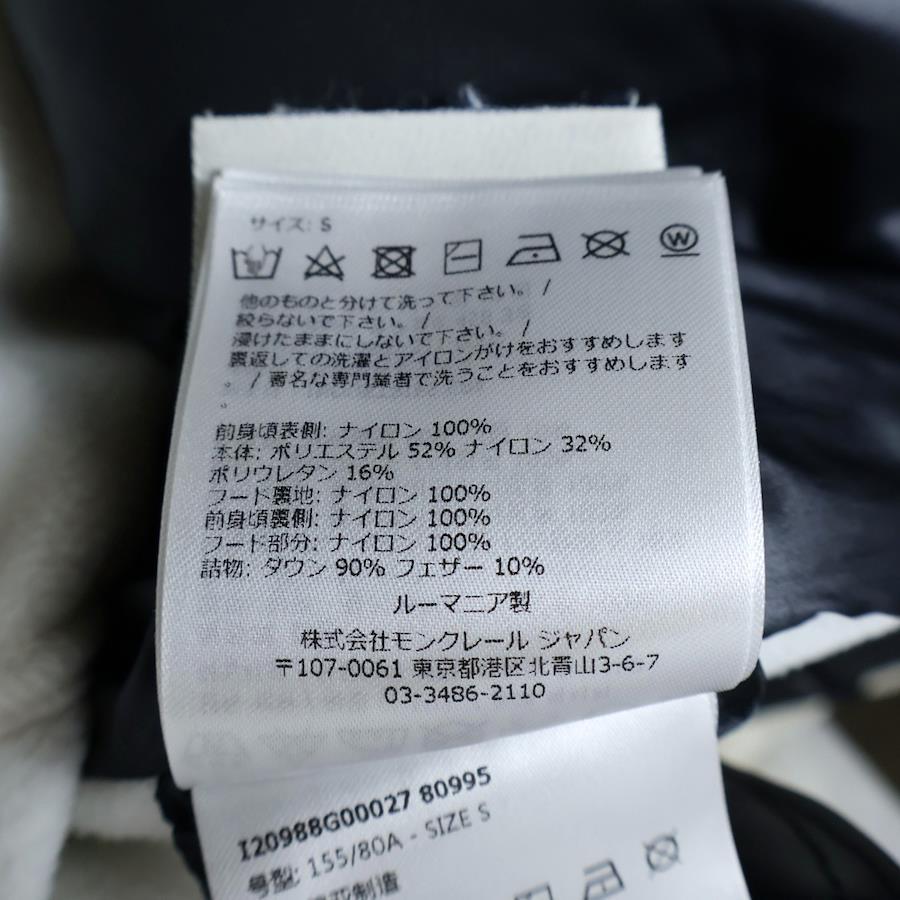 サイズ: S
W
他のものと分けて洗って下さい。 /
絞らないで下さい。 /
浸けたままにしないで下さい。 /
裏返しての洗濯とアイロンがけをおすすめします
。 / 著名な専門業者で洗うことをおすすめします
。
前身頃表側: ナイロン 100%
本体: ポリエステル 52% ナイロン 32%
ポリウレタン 16%
フード裏地: ナイロン 100%
前身頃裏側: ナイロン 100%
フード部分: ナイロン 100%
詰物: ダウン 90% フェザー 10%
ルーマニア製
株式会社モンクレール ジャパン
〒107-0061 東京都港区北青山3-6-7
03-3486-2110
I20988G00027 80995
号型: 155/80A - SIZE S
制造